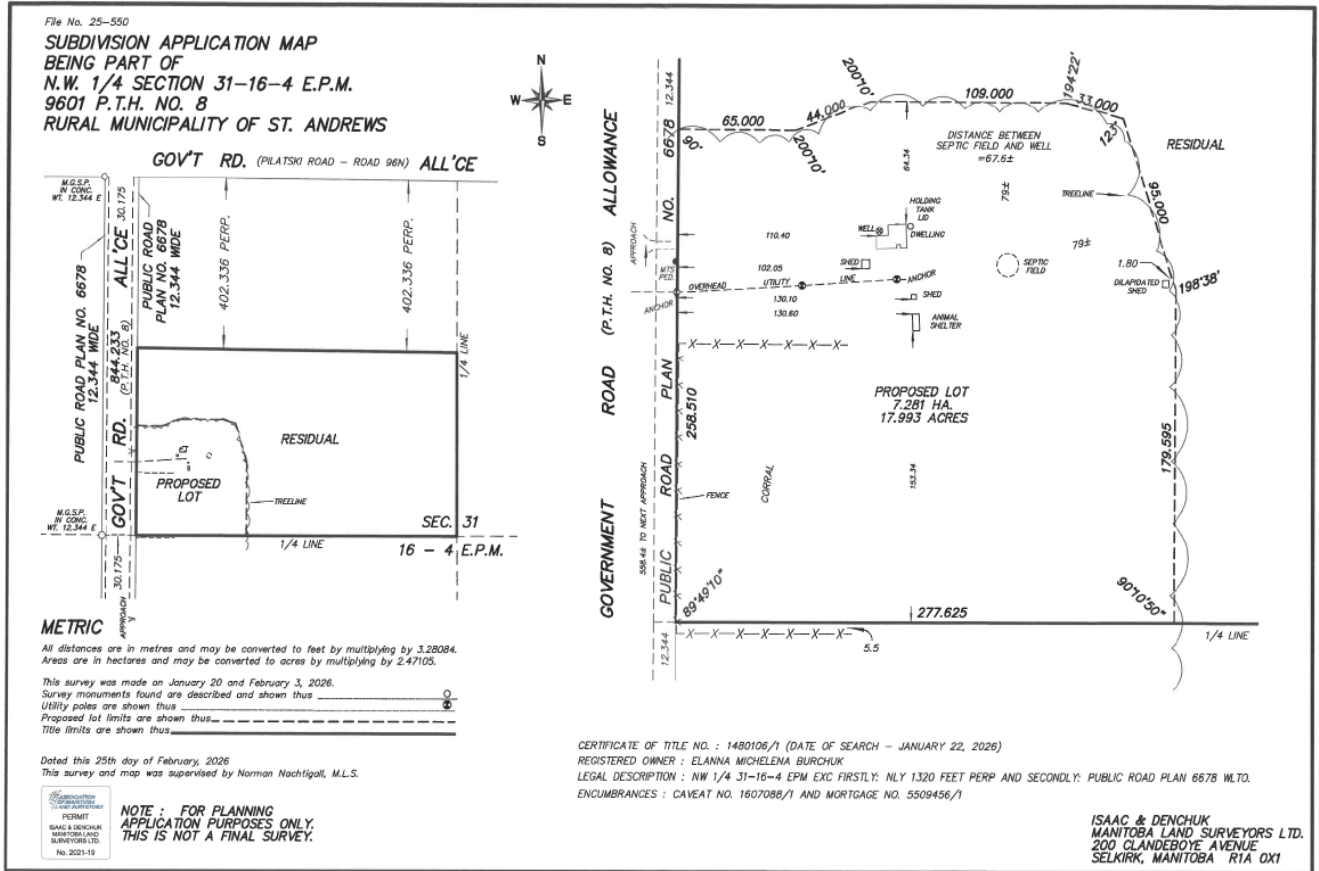 File No. 25-550
SUBDIVISION APPLICATION MAP
BEING PART OF
N.W. 1/4 SECTION 31-16-4 E.P.M.
9601 P.T.H. NO. 8
RURAL MUNICIPALITY OF ST. ANDREWS
N
W E
S
GOV'T RD. (PILATSKI ROAD - ROAD 96N) ALL'CE
M.G.S.P.
IN CONC.
WT. 12.344 E
PUBLIC ROAD PLAN NO. 6678
12.344 WIDE
GOV'T RD. 844.233 ALL'CE 30.175
(P.T.H. NO. 8)
PUBLIC ROAD
PLAN NO. 6678
12.344 WIDE
402.336 PERP.
402.336 PERP.
1/4 LINE
RESIDUAL
PROPOSED
LOT
TREELINE
M.G.S.P.
IN CONC.
WT. 12.344 E
SEC. 31
1/4 LINE
16 - 4 E.P.M.
30.175
APPROACH
METRIC
All distances are in metres and may be converted to feet by multiplying by 3.28084.
Areas are in hectares and may be converted to acres by multiplying by 2.47105.
This survey was made on January 20 and February 3, 2026.
Survey monuments found are described and shown thus
Utility poles are shown thus
Proposed lot limits are shown thus
Title limits are shown thus
Dated this 25th day of February, 2026
This survey and map was supervised by Norman Nachtigall, M.L.S.
ASSOCIATION
OF MANITOBA
LAND SURVEYORS
PERMIT
ISAAC & DENCHUK
MANITOBA LAND
SURVEYORS LTD.
No. 2021-19
NOTE : FOR PLANNING
APPLICATION PURPOSES ONLY.
THIS IS NOT A FINAL SURVEY.
GOVERNMENT ROAD (P.T.H. NO. 8) ALLOWANCE
PUBLIC ROAD PLAN NO. 6678
12.344
90°
65.000
200°10'
44.000
200°10'
109.000
194°22'
33.000
123°
95.000
RESIDUAL
DISTANCE BETWEEN
SEPTIC FIELD AND WELL
=67.6±
64.34
79±
TREELINE
HOLDING
TANK
LID
WELL
DWELLING
110.40
APPROACH
MTS
PED.
SHED
102.05
SEPTIC
FIELD
79±
1.80
DILAPIDATED
SHED
198°38'
OVERHEAD UTILITY LINE
ANCHOR
ANCHOR
130.10
SHED
130.60
ANIMAL
SHELTER
258.510
PROPOSED LOT
7.281 HA.
17.993 ACRES
179.595
153.34
CORRAL
FENCE
558.4± TO NEXT APPROACH
89°49'10"
277.625
90°10'50"
1/4 LINE
12.344
5.5
CERTIFICATE OF TITLE NO. : 1480106/1 (DATE OF SEARCH - JANUARY 22, 2026)
REGISTERED OWNER : ELANNA MICHELENA BURCHUK
LEGAL DESCRIPTION : NW 1/4 31-16-4 EPM EXC FIRSTLY: NLY 1320 FEET PERP AND SECONDLY: PUBLIC ROAD PLAN 6678 WLTO.
ENCUMBRANCES : CAVEAT NO. 1607088/1 AND MORTGAGE NO. 5509456/1
ISAAC & DENCHUK
MANITOBA LAND SURVEYORS LTD.
200 CLANDEBOYE AVENUE
SELKIRK, MANITOBA R1A 0X1